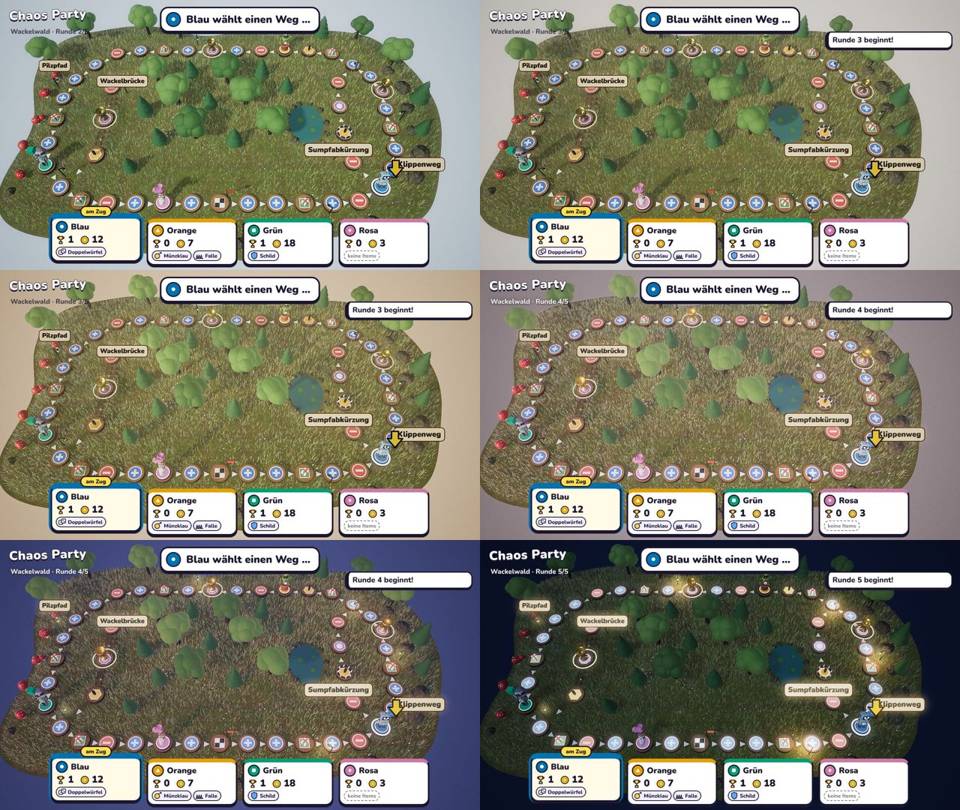 Chaos Party
Blau wählt einen Weg ...
Wackelwald · Runde
Pilzpfad
Wackelbrücke
Sumpfabkürzung
Klippenweg
am Zug
Blau
1 12
Doppelwürfel
Orange
0 7
Münzklau Falle
Grün
1 18
Schild
Rosa
0 3
keine Items
Chaos Party
Blau wählt einen Weg ...
Runde 3 beginnt!
Wackelwald · Runde
Pilzpfad
Wackelbrücke
Sumpfabkürzung
Klippenweg
am Zug
Blau
1 12
Doppelwürfel
Orange
0 7
Münzklau Falle
Grün
1 18
Schild
Rosa
0 3
keine Items
Chaos Party
Blau wählt einen Weg ...
Wackelwald · Runde
Runde 3 beginnt!
Pilzpfad
Wackelbrücke
Sumpfabkürzung
Klippenweg
am Zug
Blau
1 12
Doppelwürfel
Orange
0 7
Münzklau Falle
Grün
1 18
Schild
Rosa
0 3
keine Items
Chaos Party
Blau wählt einen Weg ...
Wackelwald · Runde 4/5
Runde 4 beginnt!
Pilzpfad
Wackelbrücke
Sumpfabkürzung
Klippenweg
am Zug
Blau
1 12
Doppelwürfel
Orange
0 7
Münzklau Falle
Grün
1 18
Schild
Rosa
0 3
keine Items
Chaos Party
Blau wählt einen Weg ...
Wackelwald · Runde 4/5
Runde 4 beginnt!
Pilzpfad
Wackelbrücke
Sumpfabkürzung
Klippenweg
am Zug
Blau
1 12
Doppelwürfel
Orange
0 7
Münzklau Falle
Grün
1 18
Schild
Rosa
0 3
keine Items
Chaos Party
Blau wählt einen Weg ...
Wackelwald · Runde 5/5
Runde 5 beginnt!
Pilzpfad
Wackelbrücke
Sumpfabkürzung
Klippenweg
am Zug
Blau
1 12
Doppelwürfel
Orange
0 7
Münzklau Falle
Grün
1 18
Schild
Rosa
0 3
keine Items